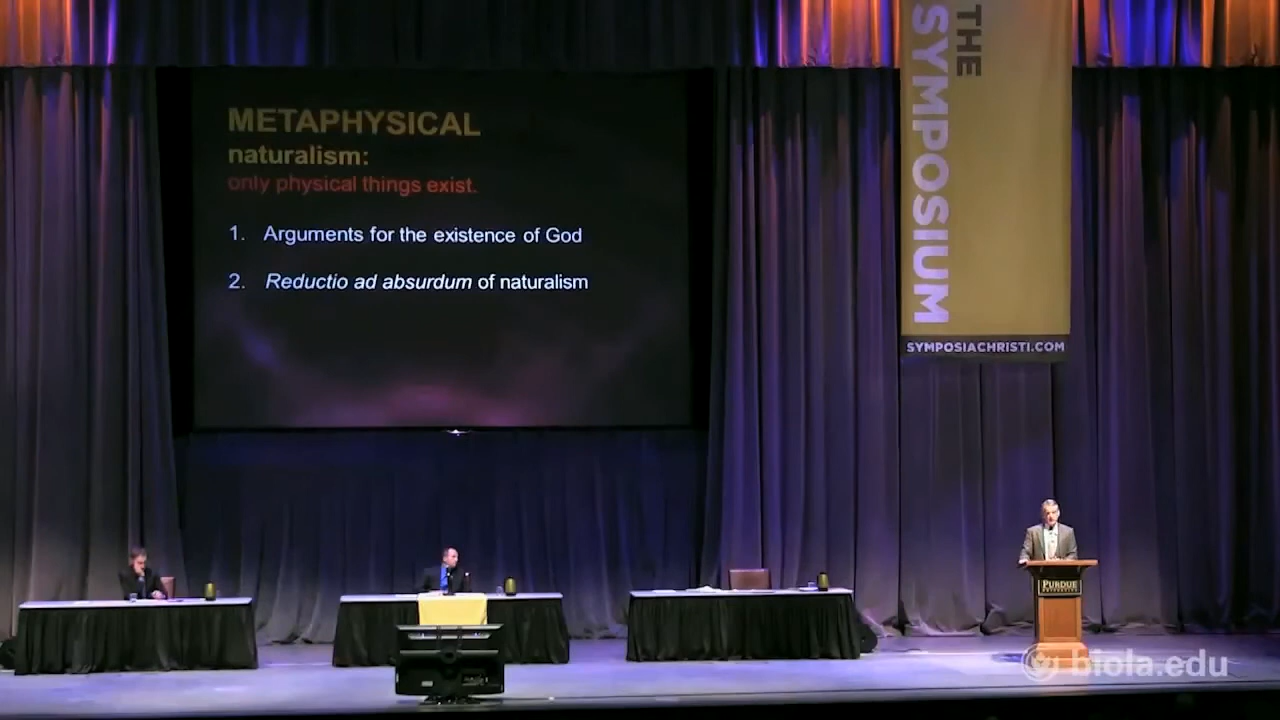 METAPHYSICAL
naturalism:
only physical things exist.
1. Arguments for the existence of God
2. Reductio ad absurdum of naturalism
THE
SYMPOSIUM
SYMPOSIACHRISTI.COM
PURDUE
biola.edu